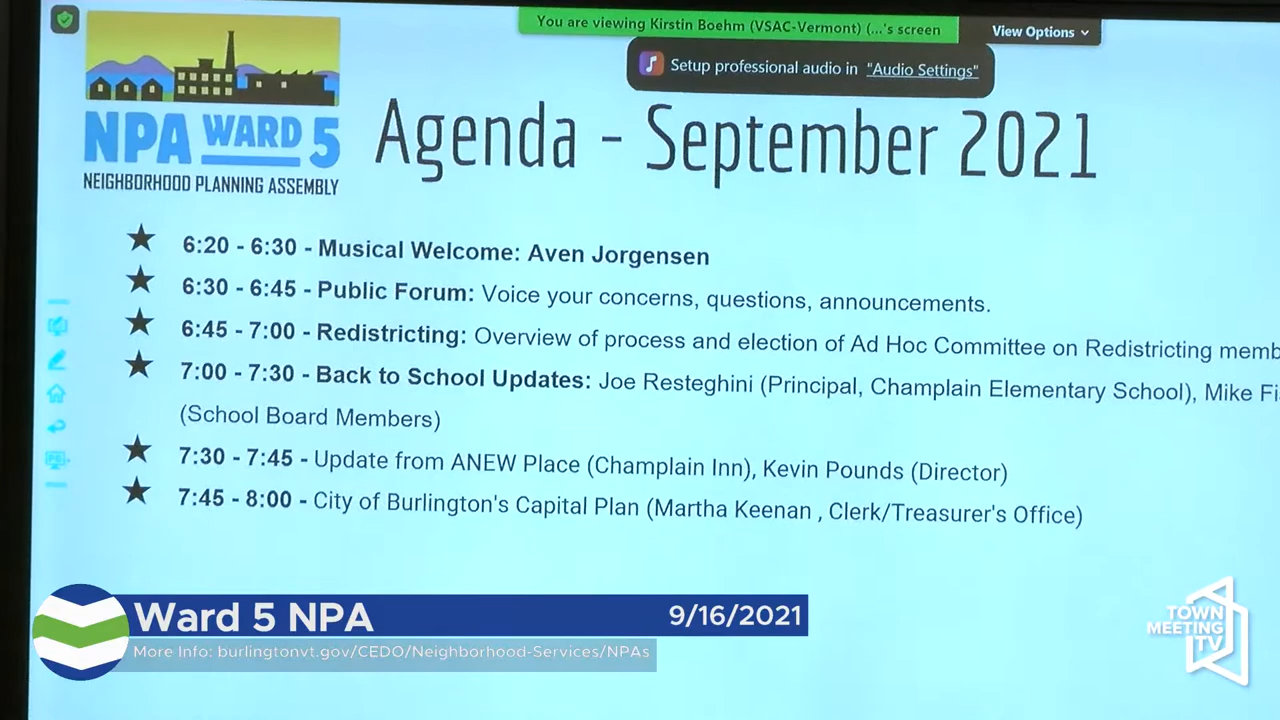 You are viewing Kirstin Boehm (VSAC-Vermont) (...'s screen
View Options
Setup professional audio in "Audio Settings"
NPA WARD 5
NEIGHBORHOOD PLANNING ASSEMBLY
Agenda - September 2021
6:20 - 6:30 - Musical Welcome: Aven Jorgensen
6:30 - 6:45 - Public Forum: Voice your concerns, questions, announcements.
6:45 - 7:00 - Redistricting: Overview of process and election of Ad Hoc Committee on Redistricting memb
7:00 - 7:30 - Back to School Updates: Joe Resteghini (Principal, Champlain Elementary School), Mike Fi
(School Board Members)
7:30 - 7:45 - Update from ANEW Place (Champlain Inn), Kevin Pounds (Director)
7:45 - 8:00 - City of Burlington's Capital Plan (Martha Keenan , Clerk/Treasurer's Office)
Ward 5 NPA
9/16/2021
More Info: burlingtonvt.gov/CEDO/Neighborhood-Services/NPAs
TOWN
MEETING
TV